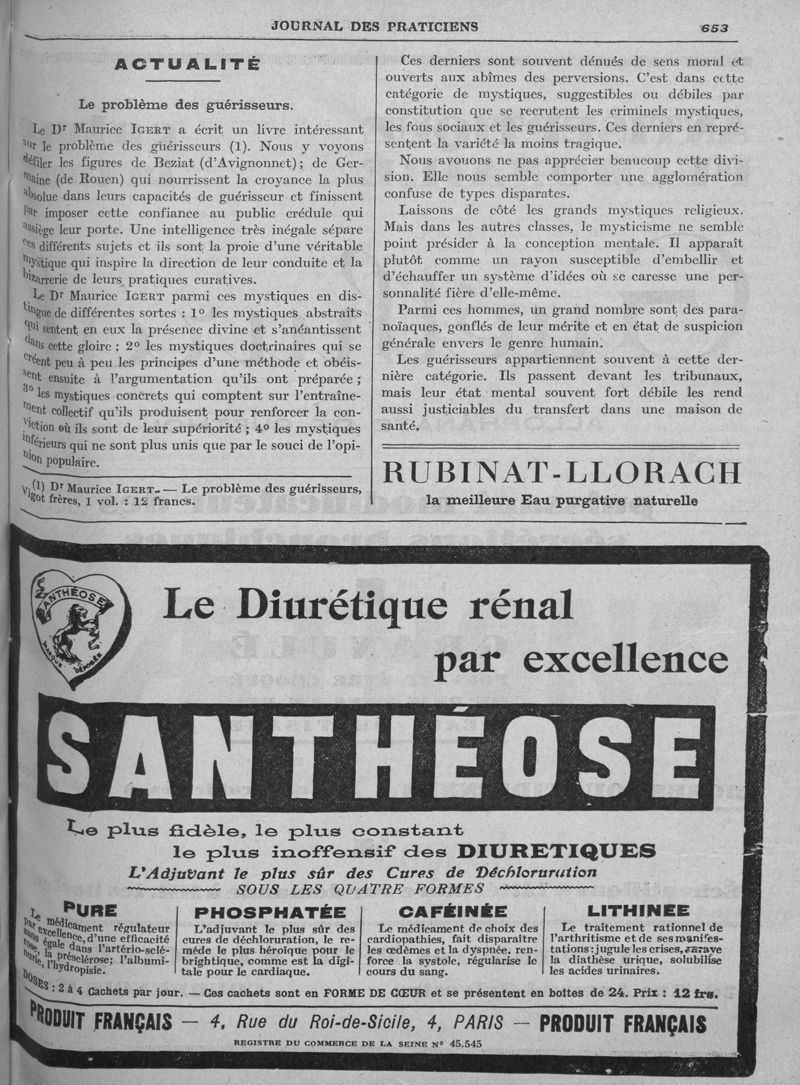 JOURNAL DES PRATICIENS 653
ACTUALITÉ
Le problème des guérisseurs.
Le Dr Maurice IGERT a écrit un livre intéressant
sur le problème des guérisseurs (1). Nous y voyons
défiler les figures de Beziat (d'Avignonnet) ; de Ger-
maine (de Rouen) qui nourrissent la croyance la plus
absolue dans leurs capacités de guérisseur et finissent
par imposer cette confiance au public crédule qui
assiège leur porte. Une intelligence très inégale sépare
ces différents sujets et ils sont la proie d'une véritable
mystique qui inspire la direction de leur conduite et la
bizarrerie de leurs pratiques curatives.
Le Dr Maurice IGERT parmi ces mystiques en dis-
tingue de différentes sortes : 1º les mystiques abstraits
qui sentent en eux la présence divine et s'anéantissent
dans cette gloire ; 2º les mystiques doctrinaires qui se
créent peu à peu les principes d'une méthode et obéis-
sent ensuite à l'argumentation qu'ils ont préparée ;
3º les mystiques concrets qui comptent sur l'entraîne-
ment collectif qu'ils produisent pour renforcer la con-
viction où ils sont de leur supériorité ; 4º les mystiques
inférieurs qui ne sont plus unis que par le souci de l'opi-
nion populaire.
(1) Dr Maurice IGERT. — Le problème des guérisseurs,
Vigot frères, 1 vol. : 12 francs.
Ces derniers sont souvent dénués de sens moral et
ouverts aux abîmes des perversions. C'est dans cette
catégorie de mystiques, suggestibles ou débiles par
constitution que se recrutent les criminels mystiques,
les fous sociaux et les guérisseurs. Ces derniers en repré-
sentent la variété la moins tragique.
Nous avouons ne pas apprécier beaucoup cette divi-
sion. Elle nous semble comporter une agglomération
confuse de types disparates.
Laissons de côté les grands mystiques religieux.
Mais dans les autres classes, le mysticisme ne semble
point présider à la conception mentale. Il apparaît
plutôt comme un rayon susceptible d'embellir et
d'échauffer un système d'idées où se caresse une per-
sonnalité fière d'elle-même.
Parmi ces hommes, un grand nombre sont des para-
noïaques, gonflés de leur mérite et en état de suspicion
générale envers le genre humain.
Les guérisseurs appartiennent souvent à cette der-
nière catégorie. Ils passent devant les tribunaux,
mais leur état mental souvent fort débile les rend
aussi justiciables du transfert dans une maison de
santé.
RUBINAT-LLORACH
la meilleure Eau purgative naturelle
SANTHÉOSE
MARQUE DÉPOSÉE
Le Diurétique rénal
par excellence
SANTHÉOSE
Le plus fidèle, le plus constant
le plus inoffensif des DIURETIQUES
L'Adjuvant le plus sûr des Cures de Déchloruration
SOUS LES QUATRE FORMES
PURE
Le médicament régulateur
par excellence, d'une efficacité
sans égale dans l'artério-sclé-
rose, la présclérose; l'albumi-
nurie, l'hydropisie.
PHOSPHATÉE
L'adjuvant le plus sûr des
cures de déchloruration, le re-
mède le plus héroïque pour le
brightique, comme est la digi-
tale pour le cardiaque.
CAFÉINÉE
Le médicament de choix des
cardiopathies, fait disparaître
les œdèmes et la dyspnée, ren-
force la systole, régularise le
cours du sang.
LITHINEE
Le traitement rationnel de
l'arthritisme et de ses manifes-
tations : jugule les crises, enraye
la diathèse urique, solubilise
les acides urinaires.
DOSES : 2 à 4 Cachets par jour. — Ces cachets sont en FORME DE CŒUR et se présentent en boîtes de 24. Prix : 12 frs.
PRODUIT FRANÇAIS — 4, Rue du Roi-de-Sicile, 4, PARIS — PRODUIT FRANÇAIS
REGISTRE DU COMMERCE DE LA SEINE Nº 45.545